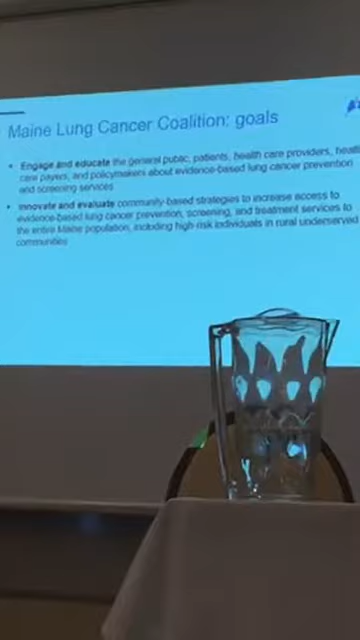 Maine Lung Cancer Coalition: goals
• Engage and educate the general public, patients, health care providers, health
care payers, and policymakers about evidence-based lung cancer prevention
and screening services
• Innovate and evaluate community-based strategies to increase access to
evidence-based lung cancer prevention, screening, and treatment services to
the entire Maine population, including high-risk individuals in rural underserved
communities